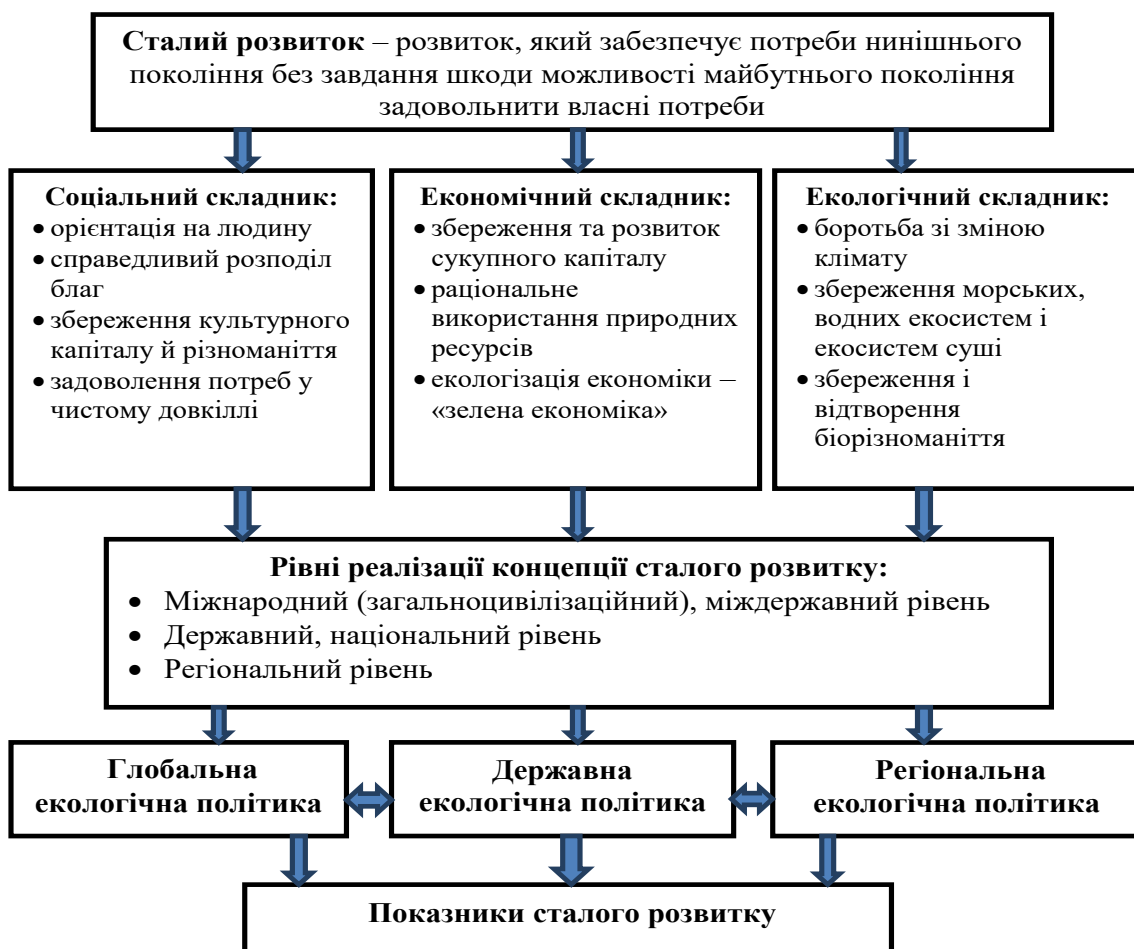 Сталий розвиток – розвиток, який забезпечує потреби нинішнього
покоління без завдання шкоди можливості майбутнього покоління
задовольнити власні потреби
Соціальний складник:
• орієнтація на людину
• справедливий розподіл
благ
• збереження культурного
капіталу й різноманіття
• задоволення потреб у
чистому довкіллі
Економічний складник:
• збереження та розвиток
сукупного капіталу
• раціональне
використання природних
ресурсів
• екологізація економіки –
«зелена економіка»
Екологічний складник:
• боротьба зі зміною
клімату
• збереження морських,
водних екосистем і
екосистем суші
• збереження і
відтворення
біорізноманіття
Рівні реалізації концепції сталого розвитку:
• Міжнародний (загальноцивілізаційний), міждержавний рівень
• Державний, національний рівень
• Регіональний рівень
Глобальна
екологічна політика
Державна
екологічна політика
Регіональна
екологічна політика
Показники сталого розвитку